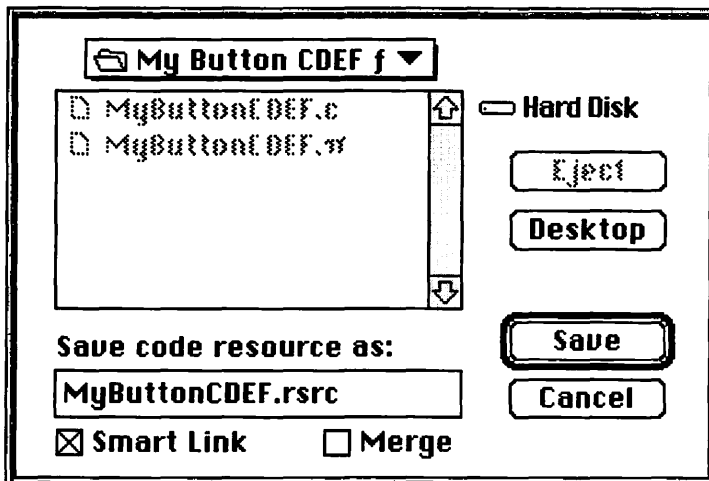 My Button CDEF ƒ
MyButtonCDEF.c
MyButtonCDEF.π
Hard Disk
Eject
Desktop
Save code resource as:
MyButtonCDEF.rsrc
Save
Cancel
Smart Link
Merge